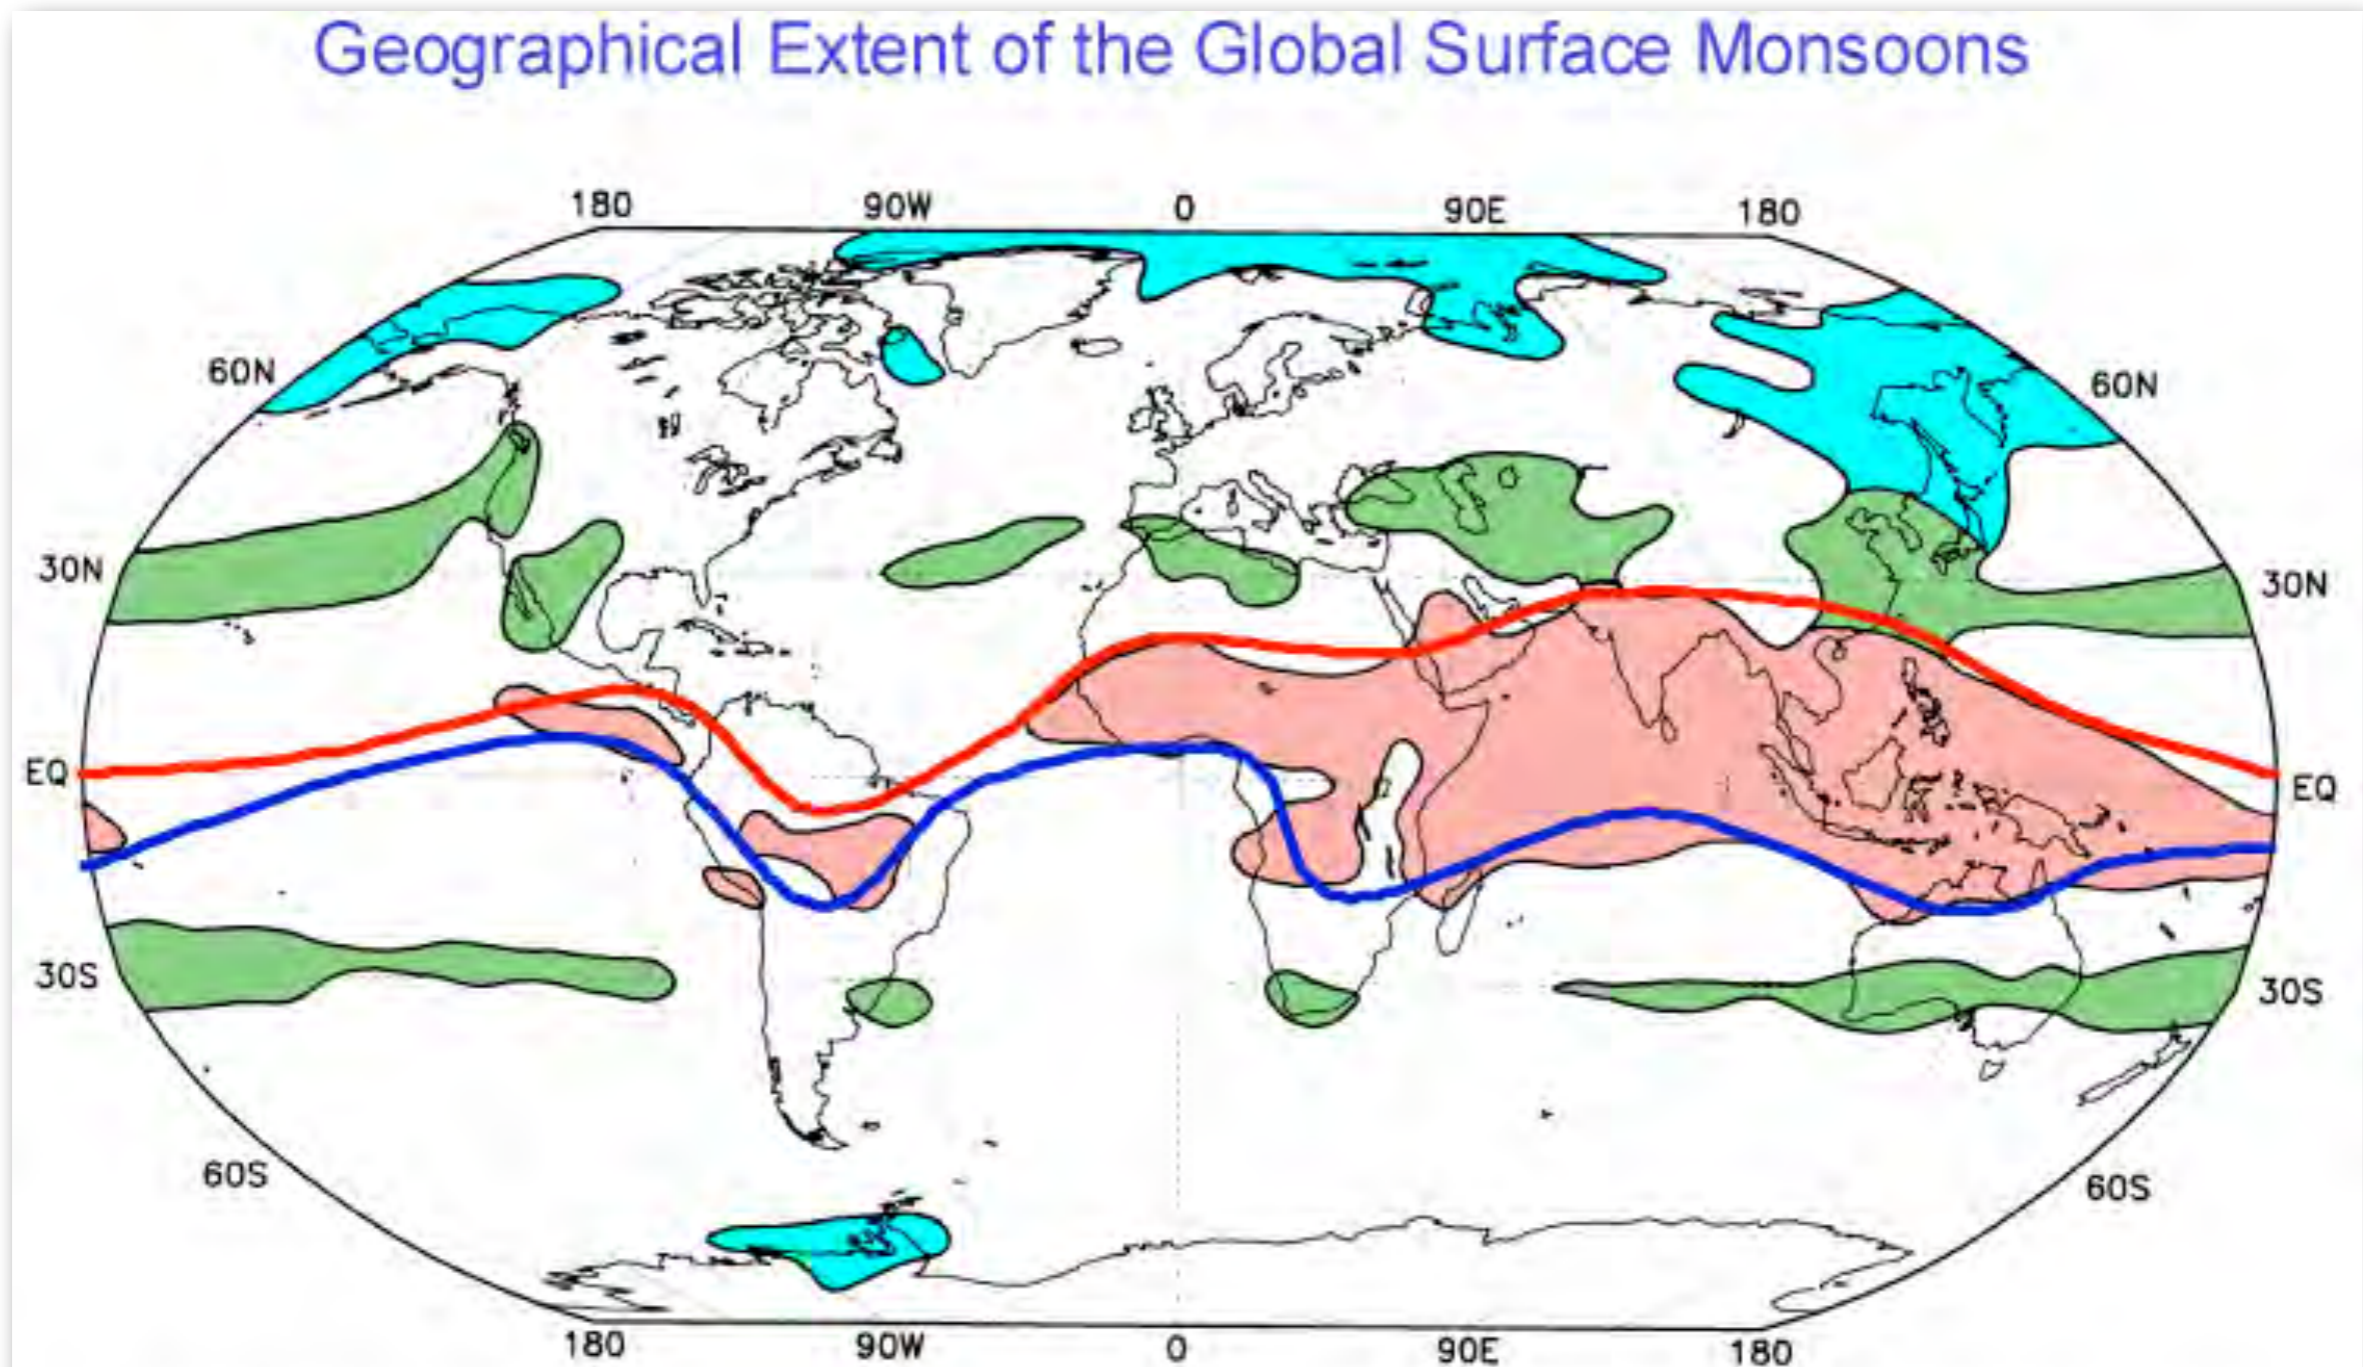 Geographical Extent of the Global Surface Monsoons
180 90W 0 90E 180
60N 60N
30N 30N
EQ EQ
30S 30S
60S 60S
180 90W 0 90E 180